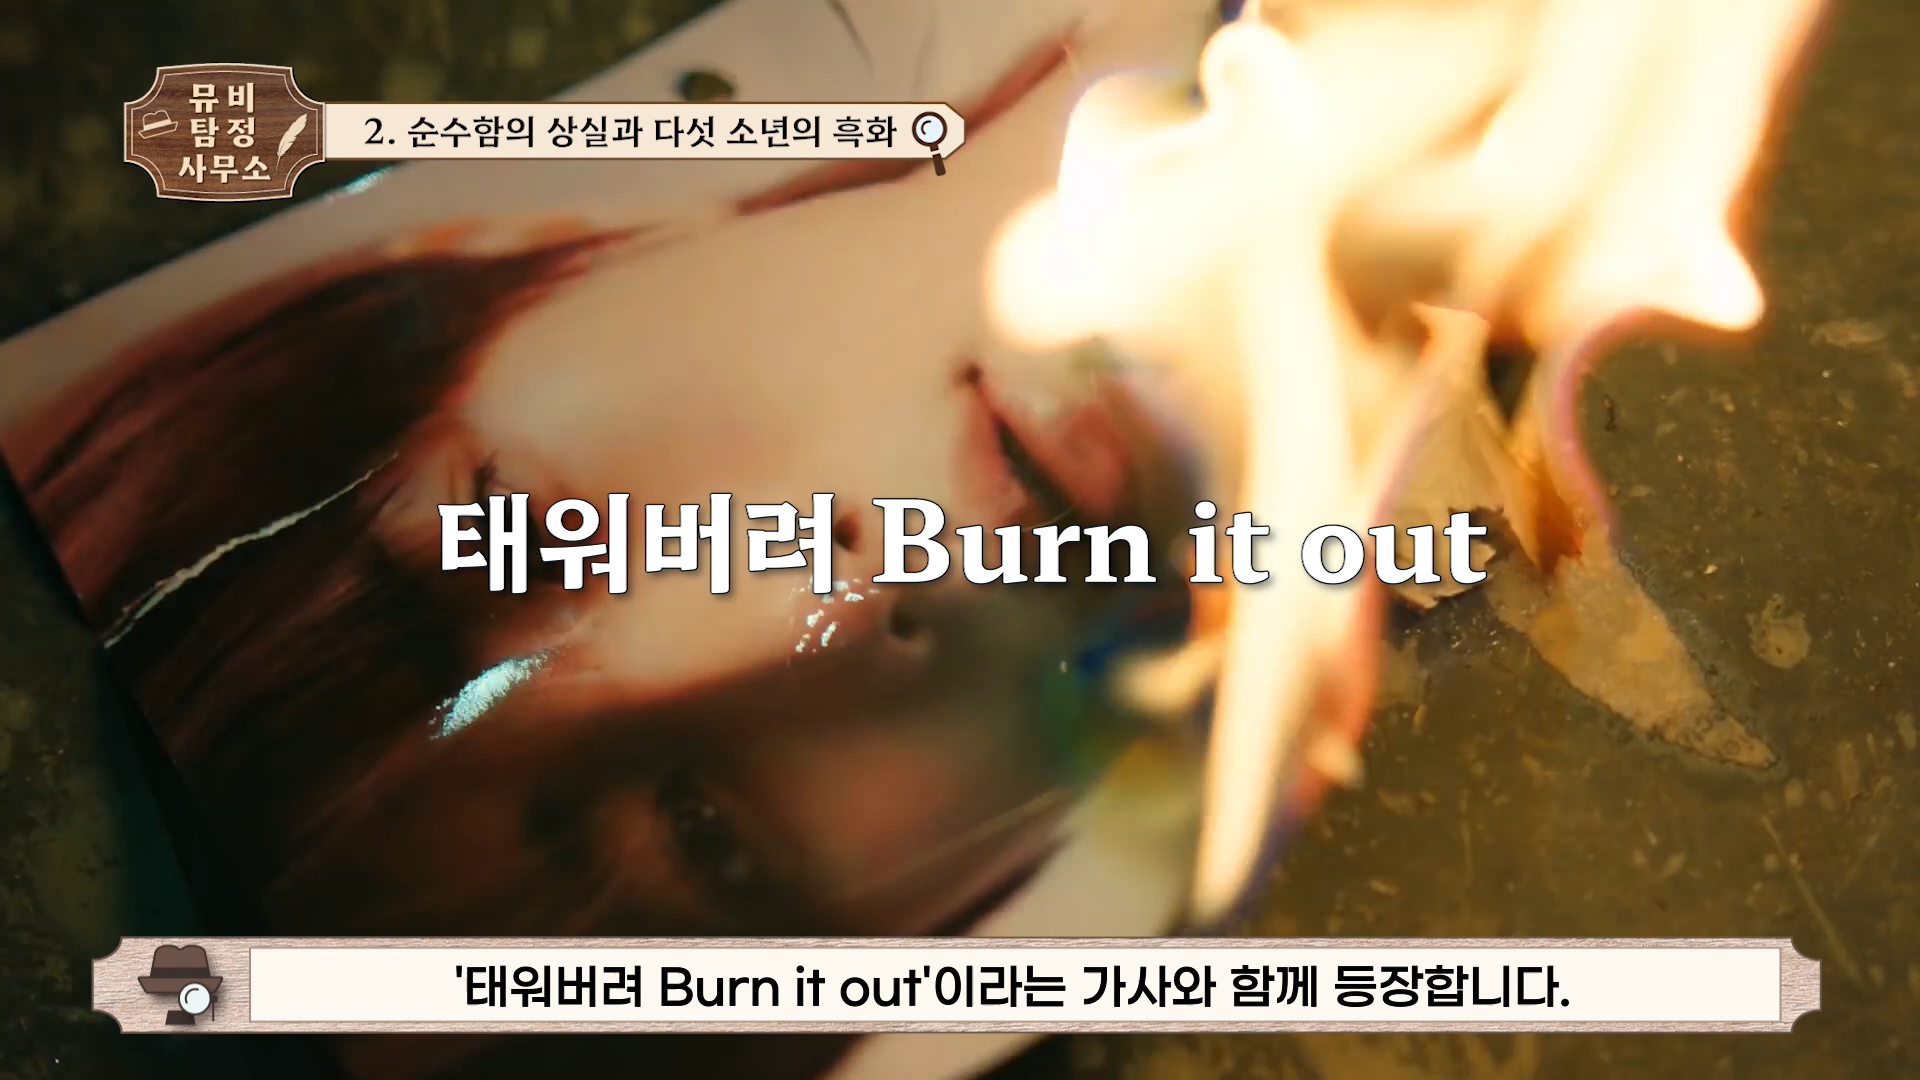 뮤비
탐정
사무소
2. 순수함의 상실과 다섯 소년의 흑화
태워버려 Burn it out
'태워버려 Burn it out'이라는 가사와 함께 등장합니다.